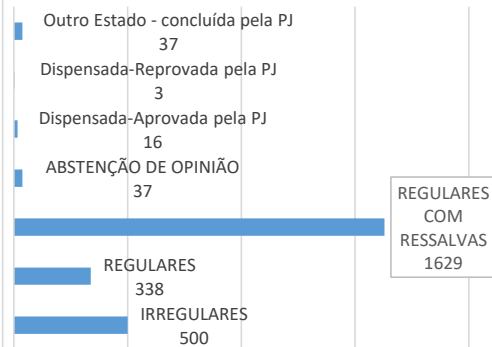 Outro Estado - concluída pela PJ
37
Dispensada-Reprovada pela PJ
3
Dispensada-Aprovada pela PJ
16
ABSTENÇÃO DE OPINIÃO
37
REGULARES
COM
RESSALVAS
1629
REGULARES
338
IRREGULARES
500